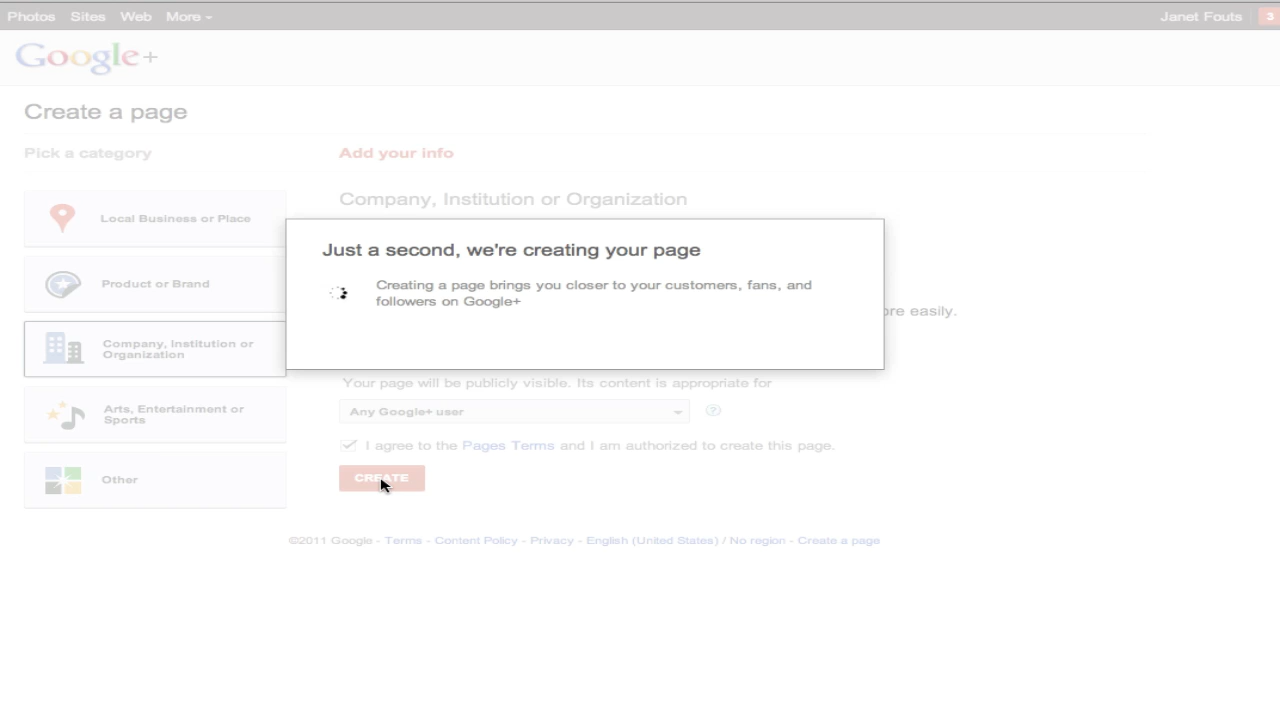 Photos Sites Web More
Janet Fouts 3
Google+
Create a page
Pick a category
Add your info
Local Business or Place
Product or Brand
Company, Institution or
Organization
Arts, Entertainment or
Sports
Other
Company, Institution or Organization
Just a second, we're creating your page
Creating a page brings you closer to your customers, fans, and
followers on Google+
ore easily.
Your page will be publicly visible. Its content is appropriate for
Any Google+ user
I agree to the Pages Terms and I am authorized to create this page.
CREATE
©2011 Google - Terms - Content Policy - Privacy - English (United States) / No region - Create a page